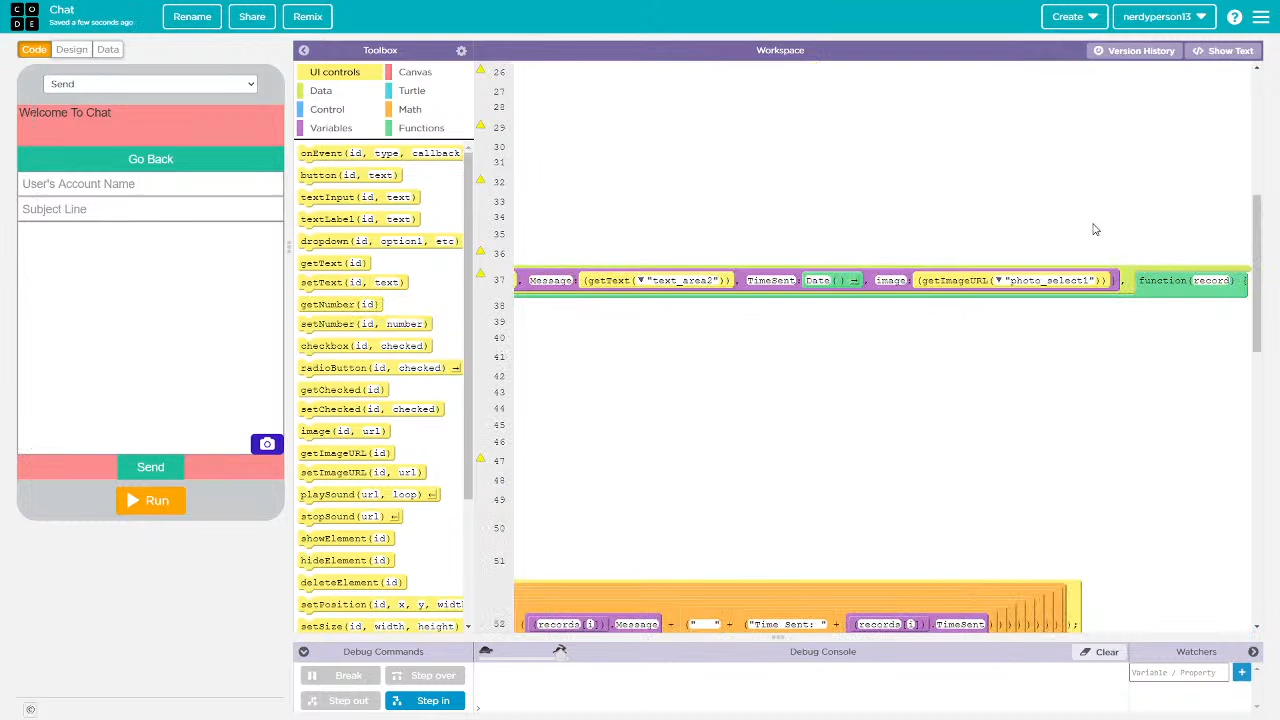 CODE
Chat
Saved a few seconds ago
Rename
Share
Remix
Create
nerdyperson13
?
Code
Design
Data
Send
Welcome To Chat
Go Back
User's Account Name
Subject Line
Send
Run
Toolbox
UI controls
Canvas
Data
Turtle
Control
Math
Variables
Functions
onEvent(id, type, callback
button(id, text)
textInput(id, text)
textLabel(id, text)
dropdown(id, option1, etc)
getText(id)
setText(id, text)
getNumber(id)
setNumber(id, number)
checkbox(id, checked)
radioButton(id, checked)
getChecked(id)
setChecked(id, checked)
image(id, url)
getImageURL(id)
setImageURL(id, url)
playSound(url, loop)
stopSound(url)
showElement(id)
hideElement(id)
deleteElement(id)
setPosition(id, x, y, width
setSize(id, width, height)
Workspace
Version History
</> Show Text
26
27
28
29
30
31
32
33
34
35
36
37 , Message: (getText( ▼ "text_area2")) , TimeSent: Date() → , image: (getImageURL( ▼ "photo_select1")) } , function(record) {
38
39
40
41
42
43
44
45
46
47
48
49
50
51
52 (records[i]).Message + (" " + ("Time Sent: " + (records[i]).TimeSent))))))))));
Debug Commands
Debug Console
Clear
Watchers
Break
Step over
Step out
Step in
Variable / Property
+
>